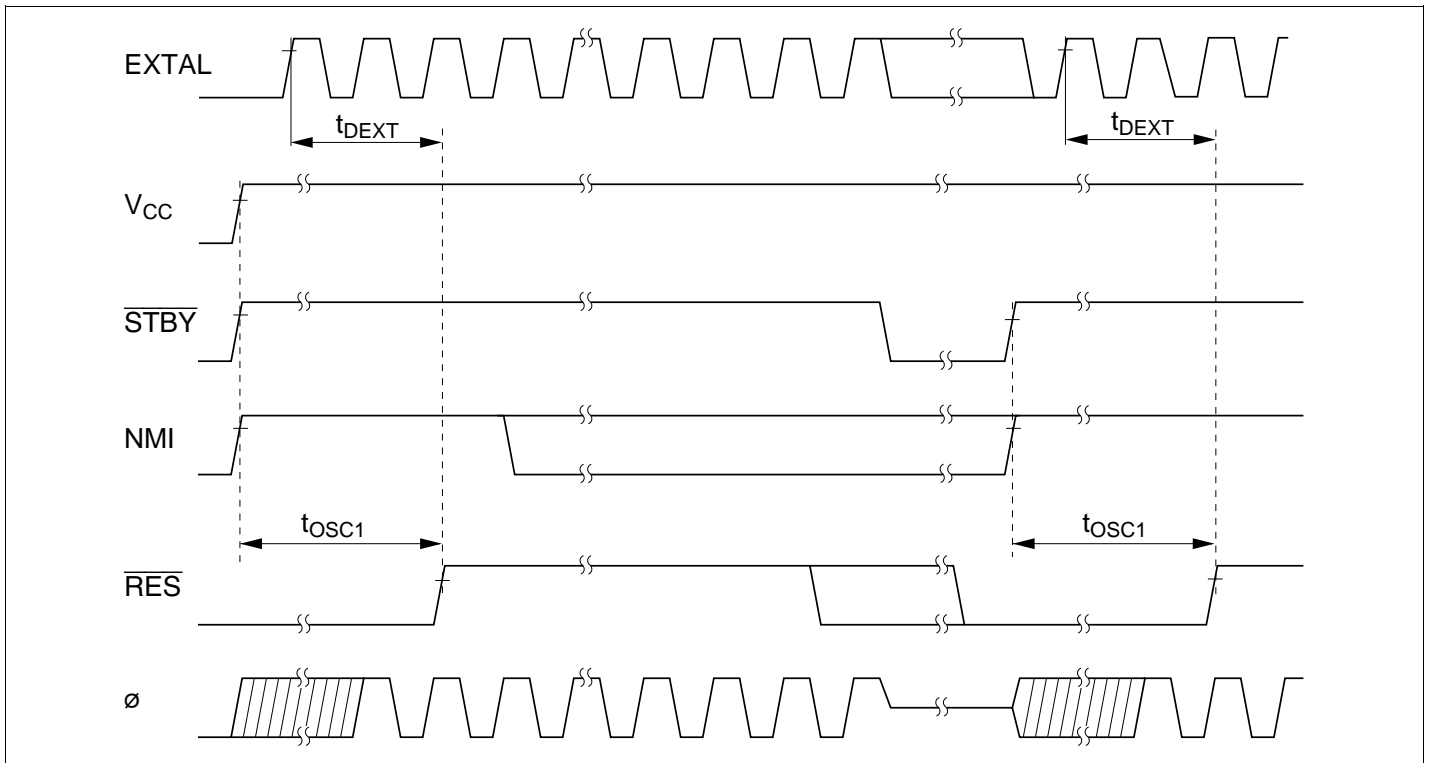 EXTAL
tDEXT tDEXT
VCC
STBY
NMI
tOSC1 tOSC1
RES
ø